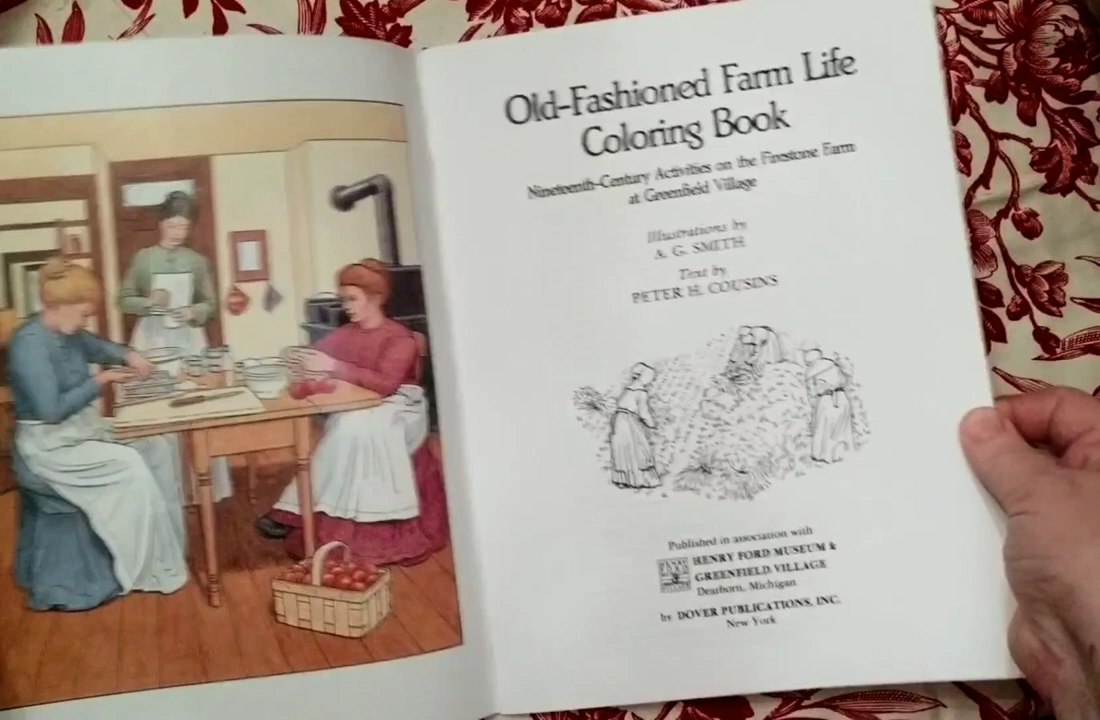 Old-Fashioned Farm Life
Coloring Book
Nineteenth-Century Activities on the Firestone Farm
at Greenfield Village
Illustrations by
A. G. SMITH
Text by
PETER H. COUSINS
Published in association with
HENRY FORD MUSEUM &
GREENFIELD VILLAGE
Dearborn, Michigan
by DOVER PUBLICATIONS, INC.
New York